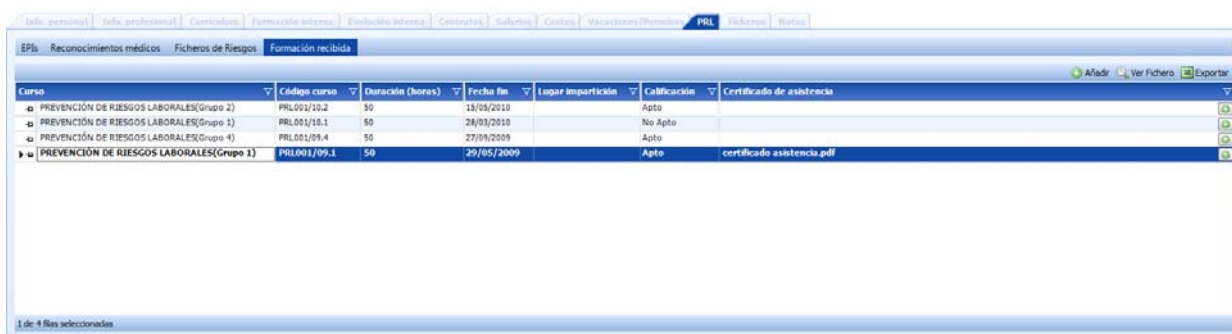 Info. personal Info. profesional Curriculum Formación interna Evolución interna Contratos Salarios Costes Vacaciones/Permisos PRL Ficheros Notas
EPIs Reconocimientos médicos Ficheros de Riesgos Formación recibida
Añadir Ver Fichero Exportar
Curso Código curso Duración (horas) Fecha fin Lugar impartición Calificación Certificado de asistencia
PREVENCIÓN DE RIESGOS LABORALES(Grupo 2) PRL001/10.2 50 15/05/2010 Apto
PREVENCIÓN DE RIESGOS LABORALES(Grupo 1) PRL001/10.1 50 28/03/2010 No Apto
PREVENCIÓN DE RIESGOS LABORALES(Grupo 4) PRL001/09.4 50 27/09/2009 Apto
PREVENCIÓN DE RIESGOS LABORALES(Grupo 1) PRL001/09.1 50 29/05/2009 Apto certificado asistencia.pdf
1 de 4 filas seleccionadas